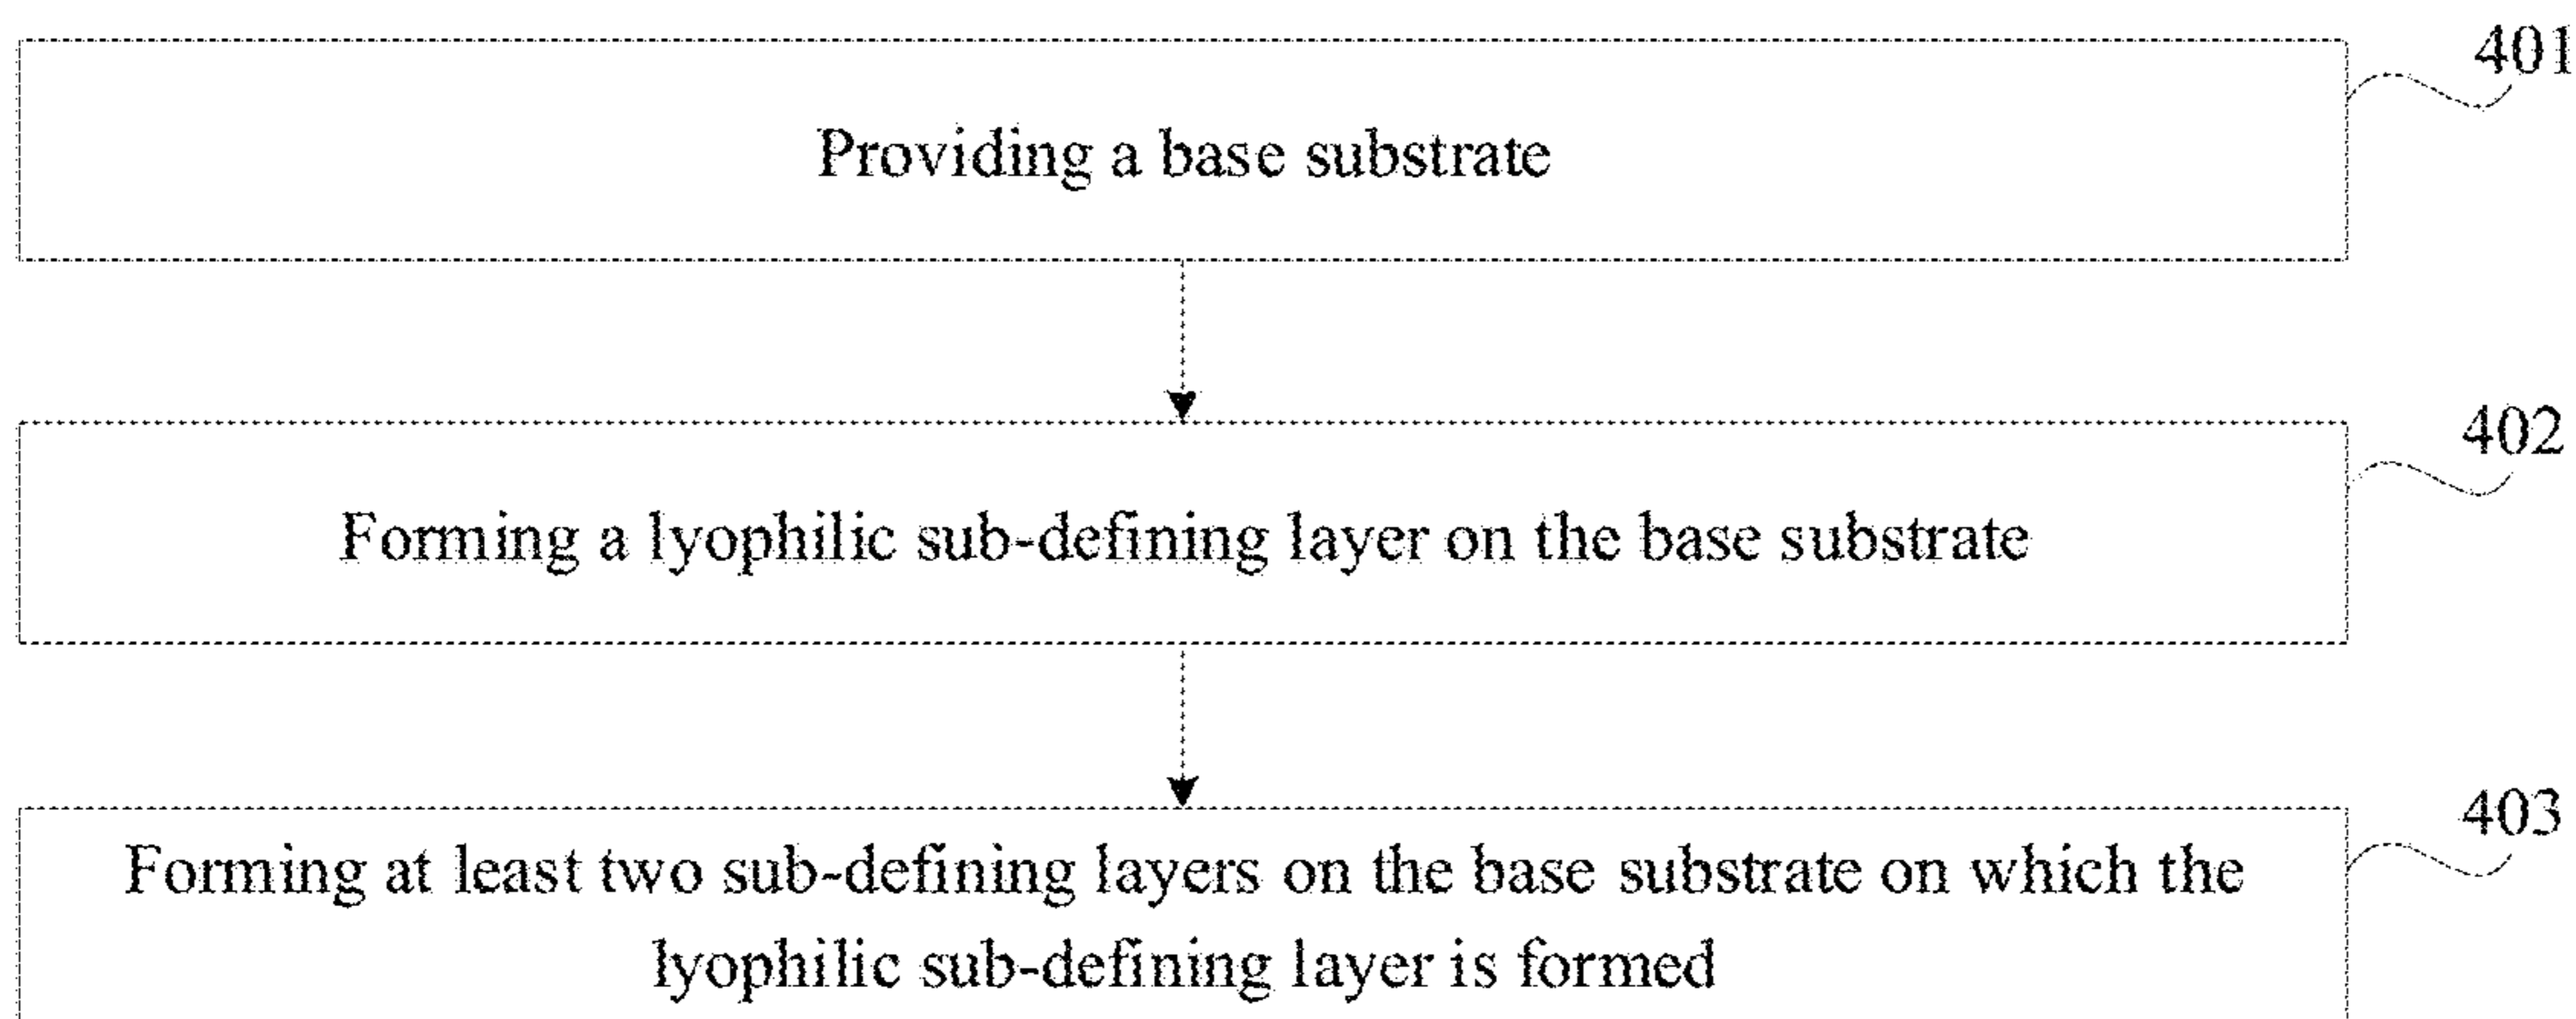 401
Providing a base substrate
402
Forming a lyophilic sub-defining layer on the base substrate
403
Forming at least two sub-defining layers on the base substrate on which the
lyophilic sub-defining layer is formed